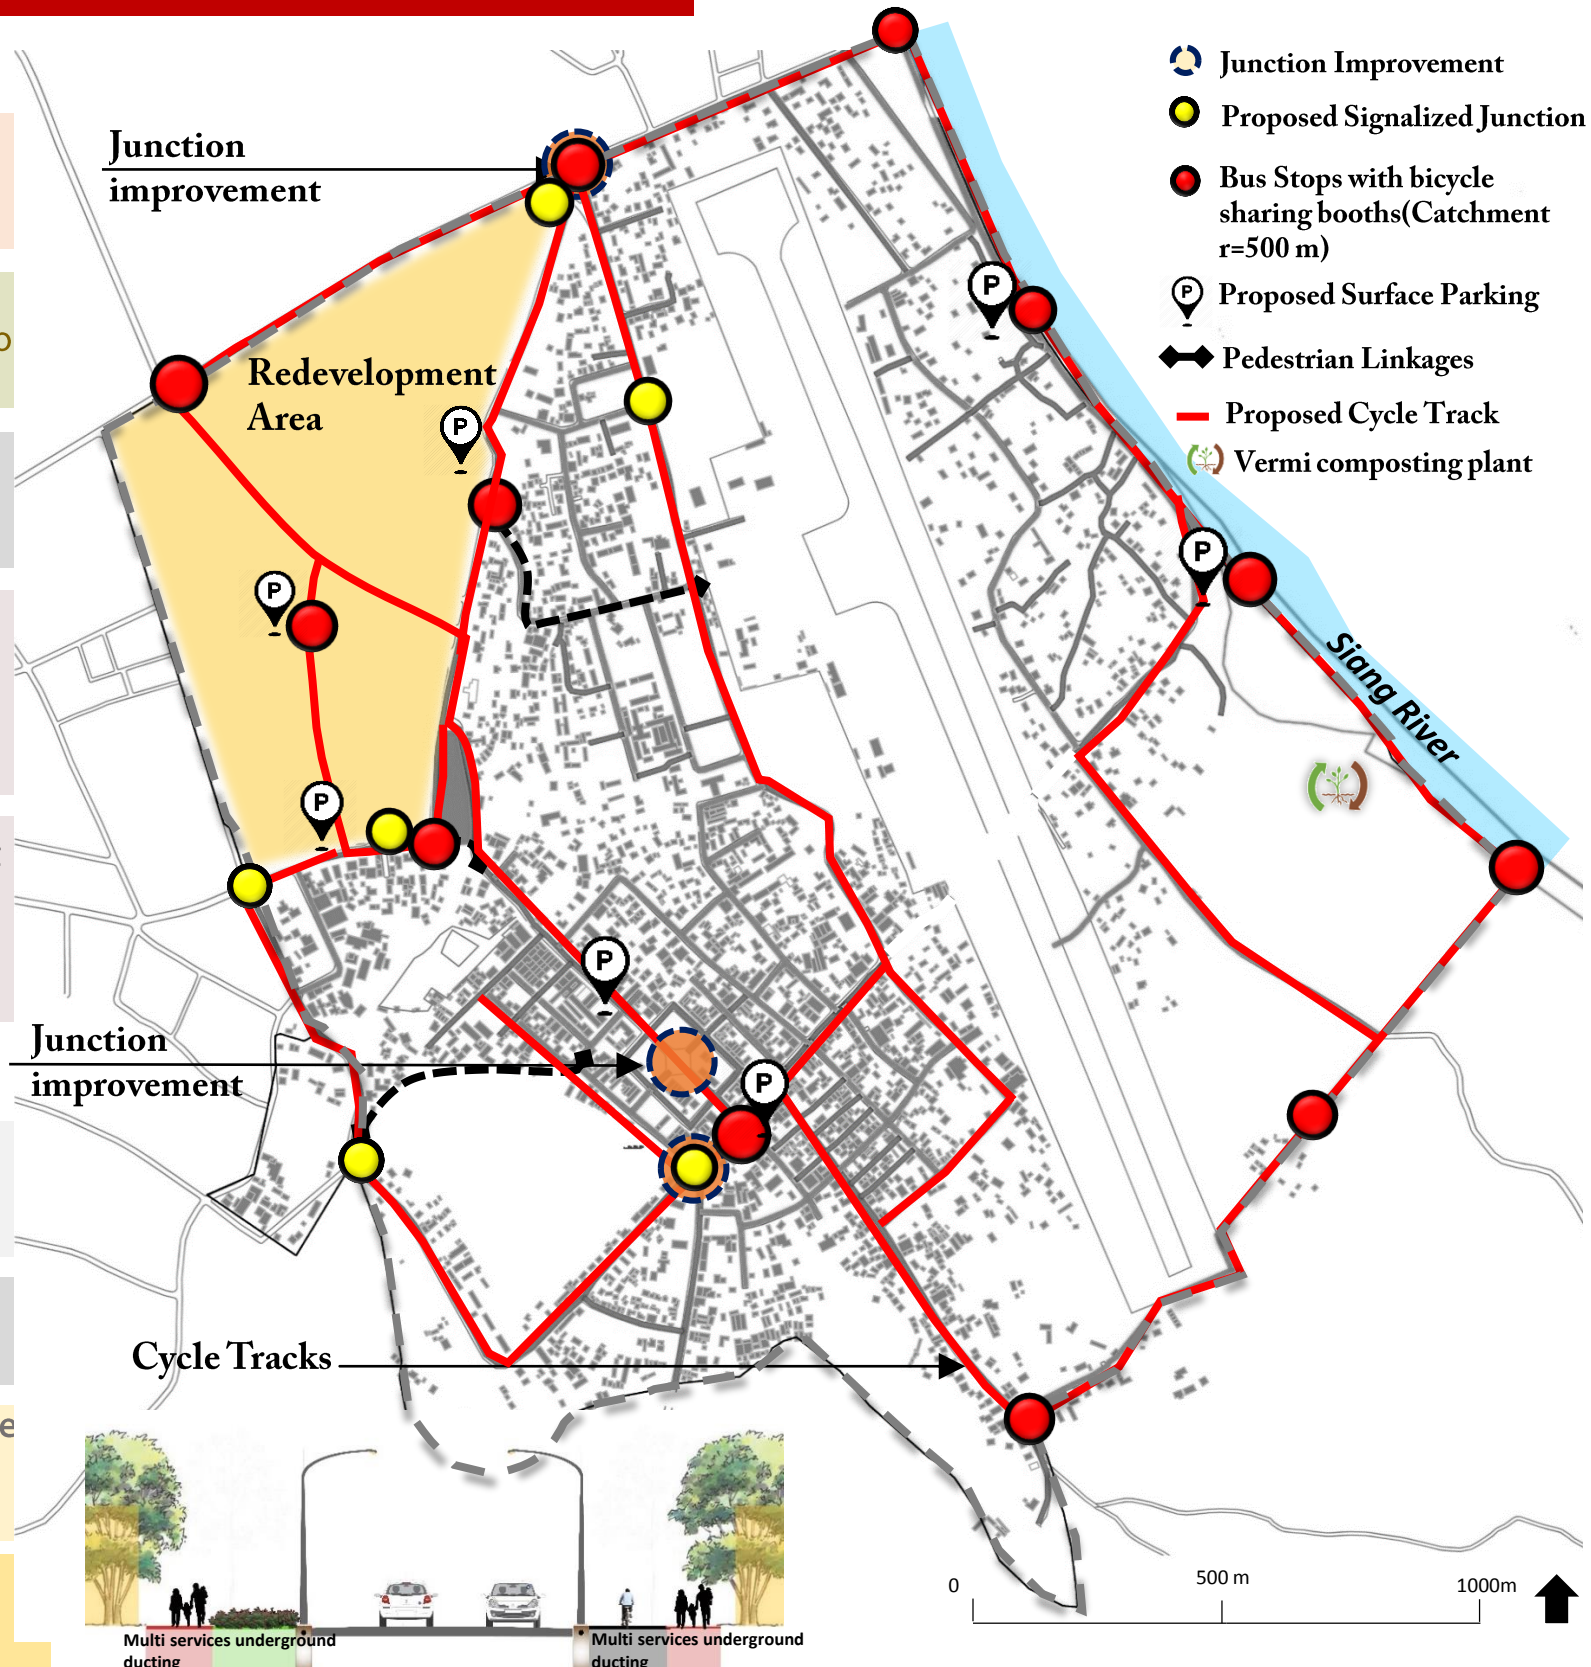 Junction Improvement
Proposed Signalized Junction
Bus Stops with bicycle
sharing booths(Catchment
r=500 m)
P Proposed Surface Parking
Pedestrian Linkages
Proposed Cycle Track
Vermi composting plant
Junction
improvement
P
Redevelopment
Area
P
P
Siang River
P
P
P
P
Junction
improvement
Cycle Tracks
0
500 m
1000m
Multi services underground
ducting
Multi services underground
ducting
o
e